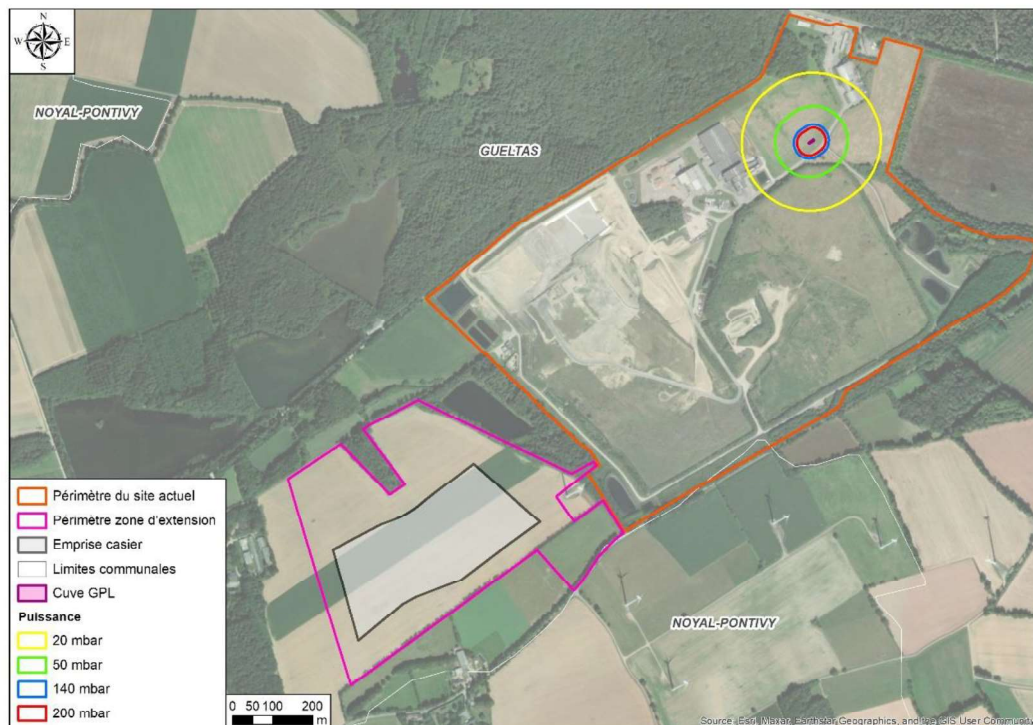 N
W E
S
NOYAL-PONTIVY
GUELTAS
NOYAL-PONTIVY
Périmètre du site actuel
Périmètre zone d'extension
Emprise casier
Limites communales
Cuve GPL
Puissance
20 mbar
50 mbar
140 mbar
200 mbar
0 50 100 200
m
Source: Esri, Maxar, Earthstar Geographics, and the GIS User Community